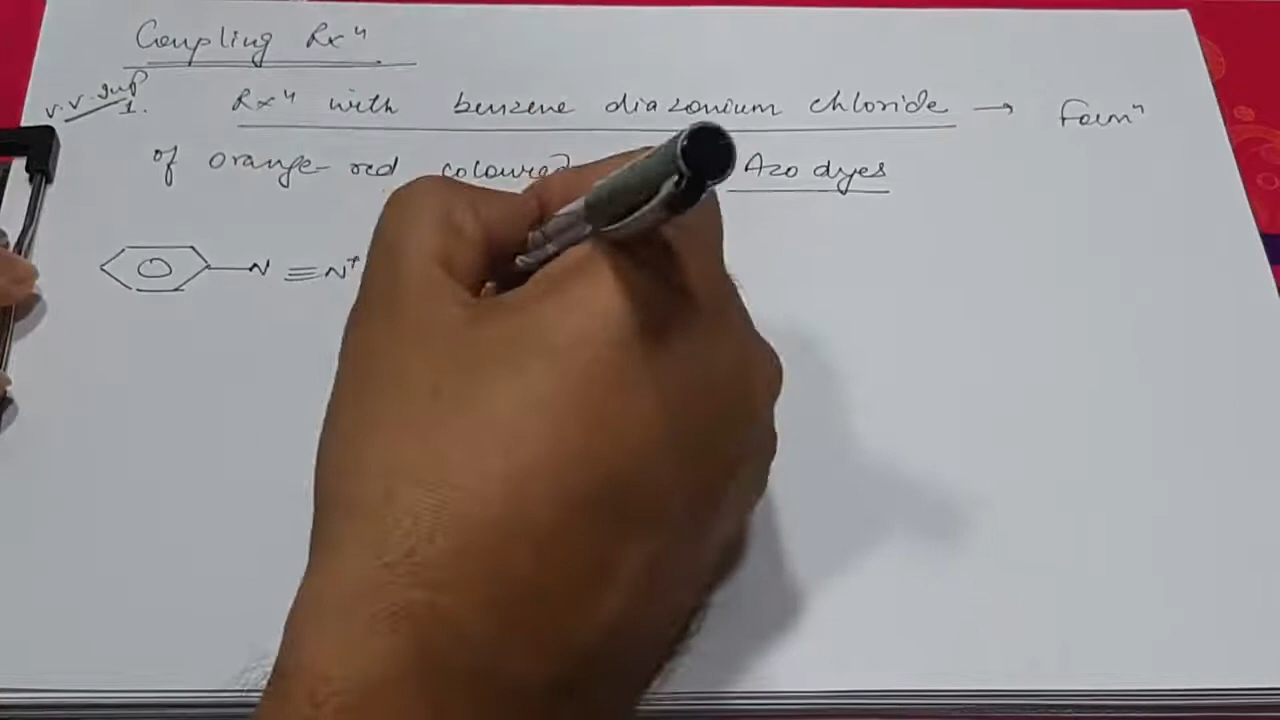 Coupling Rxⁿ
v.v.Imp
1. Rxⁿ with benzene diazonium chloride → Formⁿ
of orange-red coloured Azo dyes
N≡N⁺